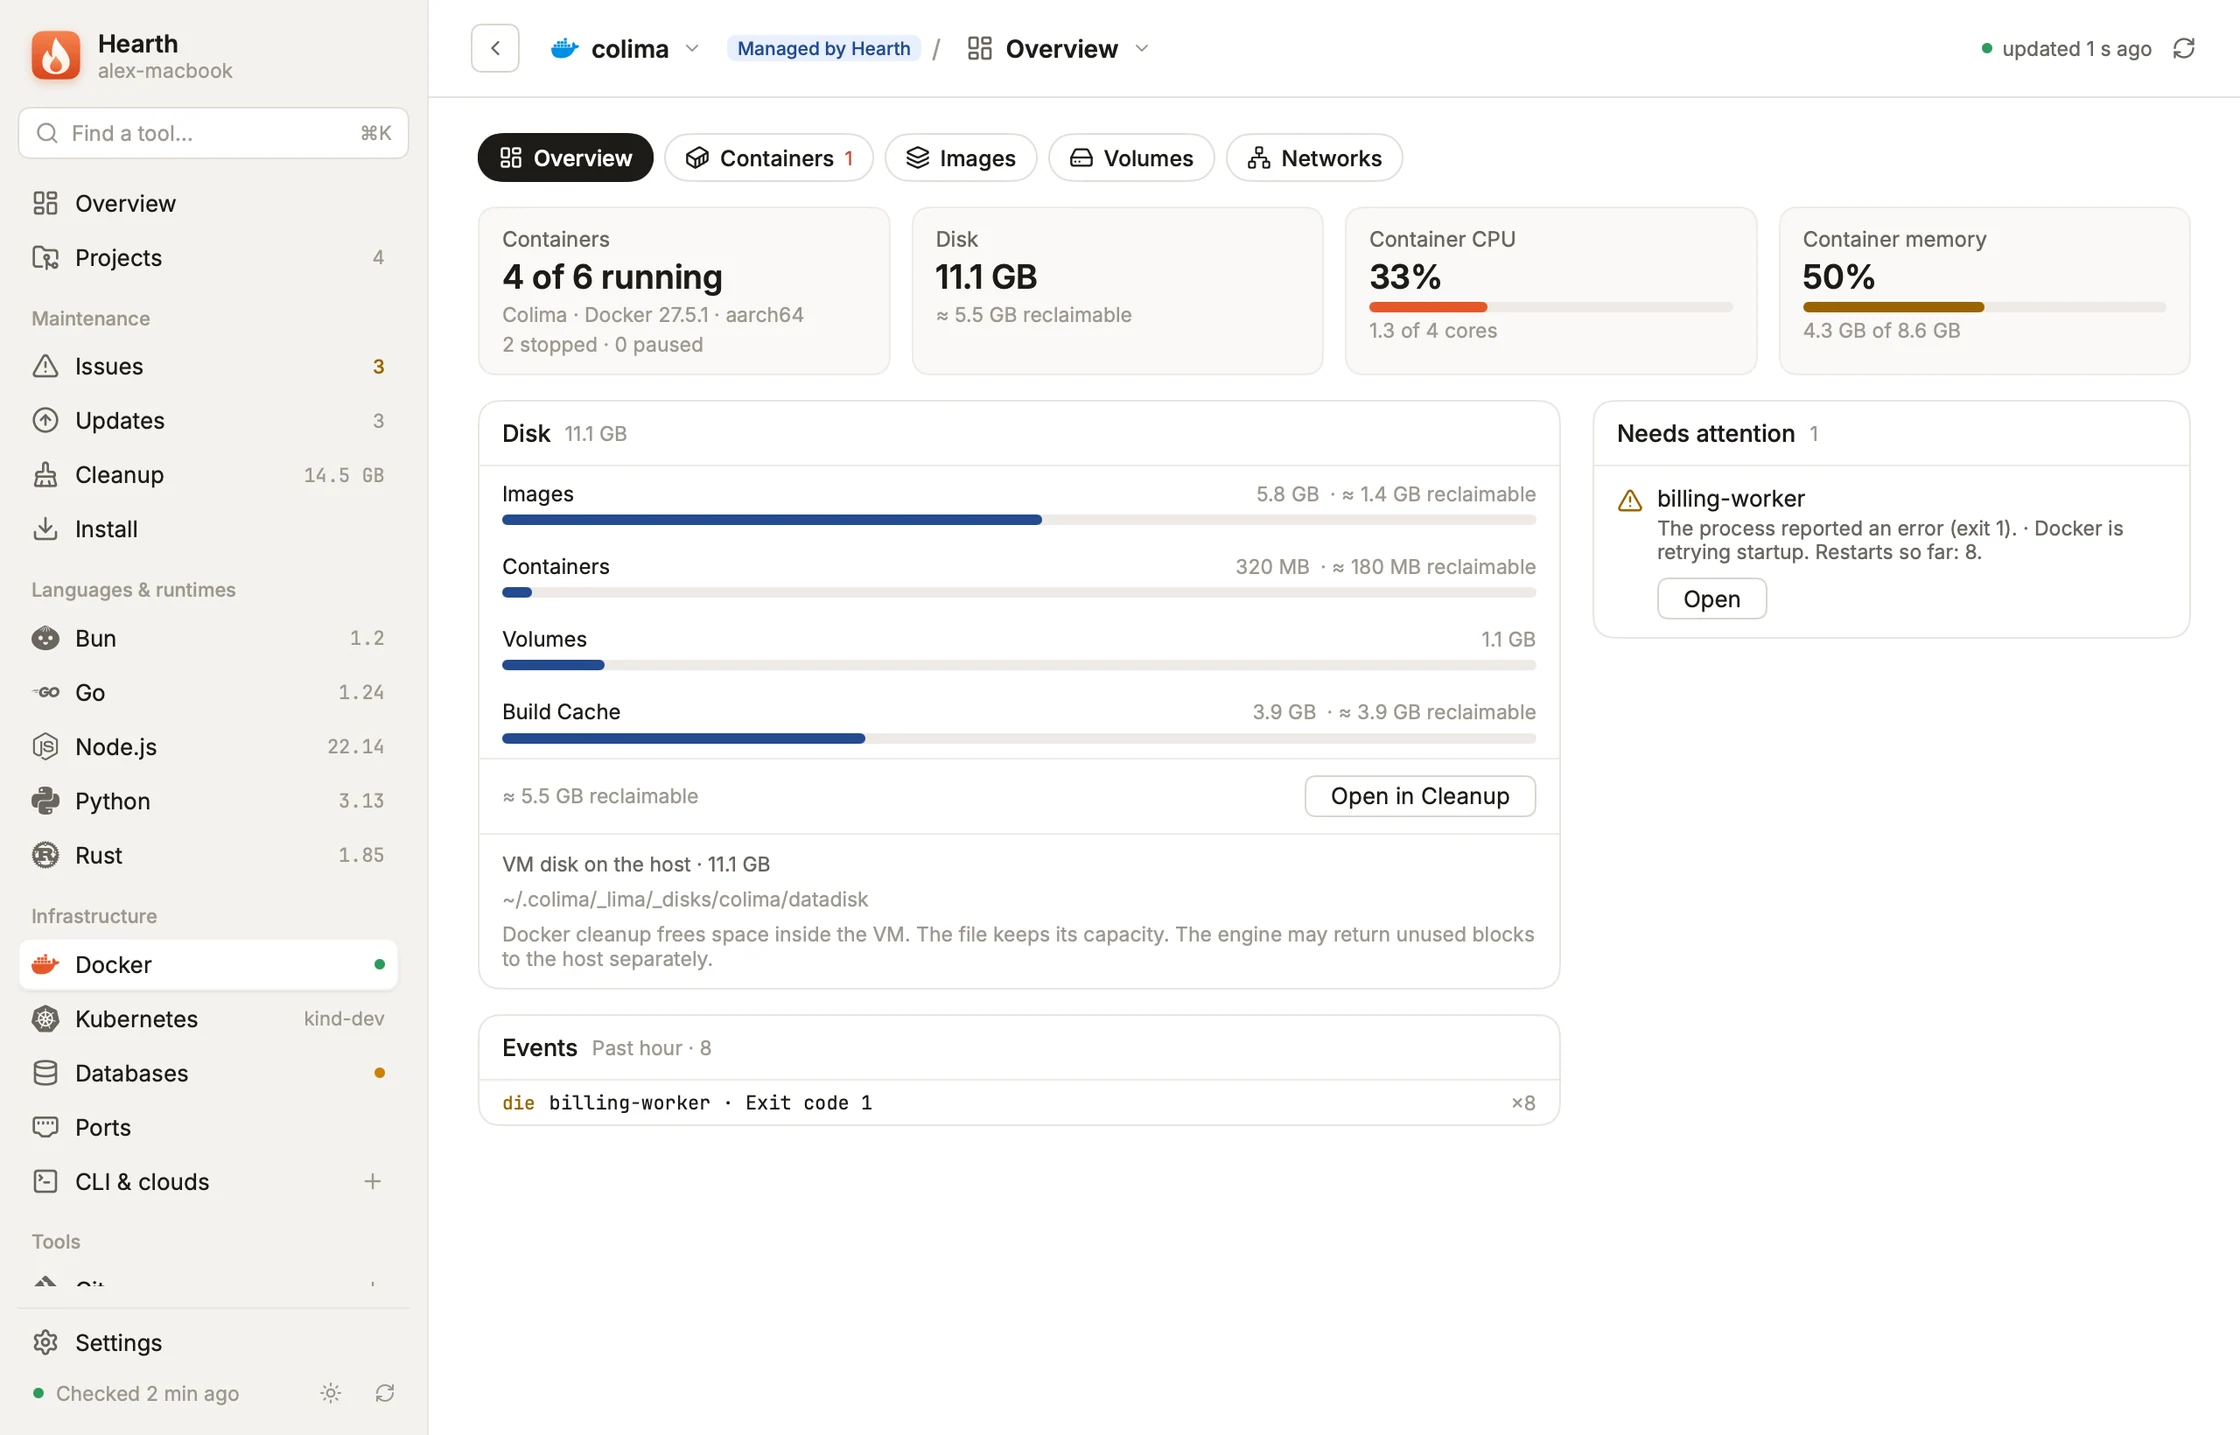 Hearth
alex-macbook
Find a tool... ⌘K
Overview
Projects 4
Maintenance
Issues 3
Updates 3
Cleanup 14.5 GB
Install
Languages & runtimes
Bun 1.2
Go 1.24
Node.js 22.14
Python 3.13
Rust 1.85
Infrastructure
Docker
Kubernetes kind-dev
Databases
Ports
CLI & clouds
Tools
Settings
Checked 2 min ago
colima Managed by Hearth / Overview
updated 1 s ago
Overview Containers 1 Images Volumes Networks
Containers
4 of 6 running
Colima · Docker 27.5.1 · aarch64
2 stopped · 0 paused
Disk
11.1 GB
≈ 5.5 GB reclaimable
Container CPU
33%
1.3 of 4 cores
Container memory
50%
4.3 GB of 8.6 GB
Disk 11.1 GB
Images 5.8 GB · ≈ 1.4 GB reclaimable
Containers 320 MB · ≈ 180 MB reclaimable
Volumes 1.1 GB
Build Cache 3.9 GB · ≈ 3.9 GB reclaimable
≈ 5.5 GB reclaimable Open in Cleanup
VM disk on the host · 11.1 GB
~/.colima/_lima/_disks/colima/datadisk
Docker cleanup frees space inside the VM. The file keeps its capacity. The engine may return unused blocks
to the host separately.
Events Past hour · 8
die billing-worker · Exit code 1 ×8
Needs attention 1
billing-worker
The process reported an error (exit 1). · Docker is
retrying startup. Restarts so far: 8.
Open